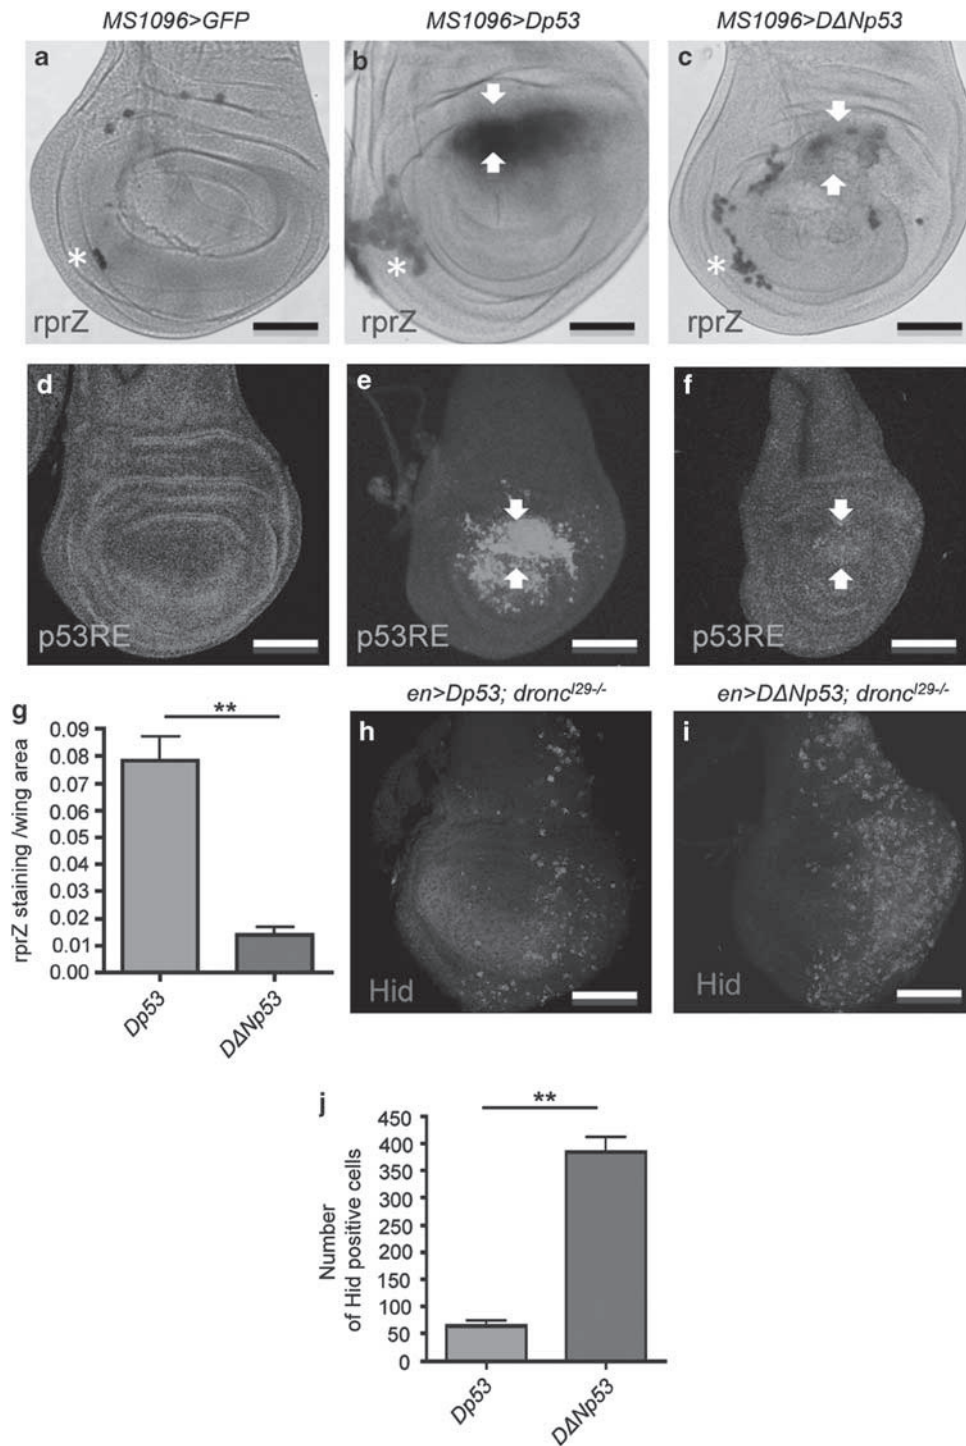 MS1096>GFP
MS1096>Dp53
MS1096>DΔNp53
a
*
rprZ
b
*
rprZ
c
*
rprZ
d
p53RE
e
p53RE
f
p53RE
g
**
rprZ staining /wing area
0.09
0.08
0.07
0.06
0.05
0.04
0.03
0.02
0.01
0.00
Dp53
DΔNp53
en>Dp53; droncI29-/-
h
Hid
en>DΔNp53; droncI29-/-
i
Hid
j
**
Number
of Hid positive cells
450
400
350
300
250
200
150
100
50
0
Dp53
DΔNp53